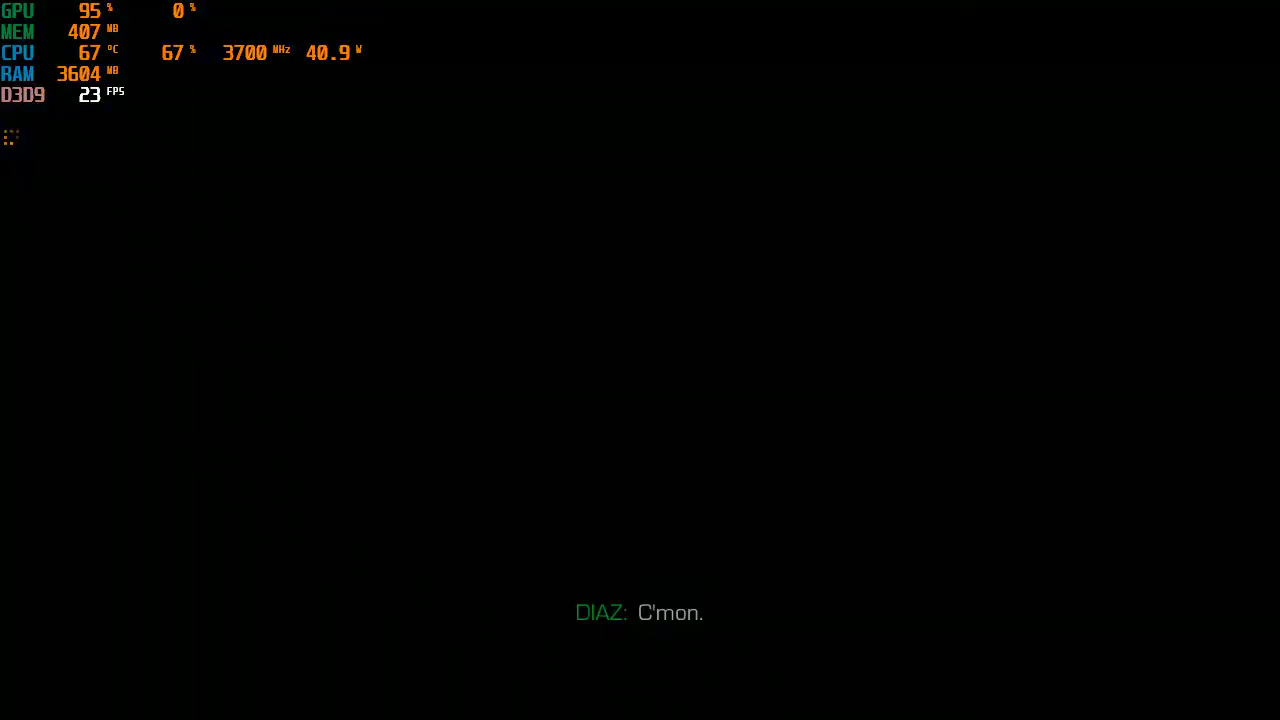 GPU 95 % 0 %
MEM 407 MB
CPU 67 °C 67 % 3700 MHz 40.9 W
RAM 3604 MB
D3D9 23 FPS
DIAZ: C'mon.